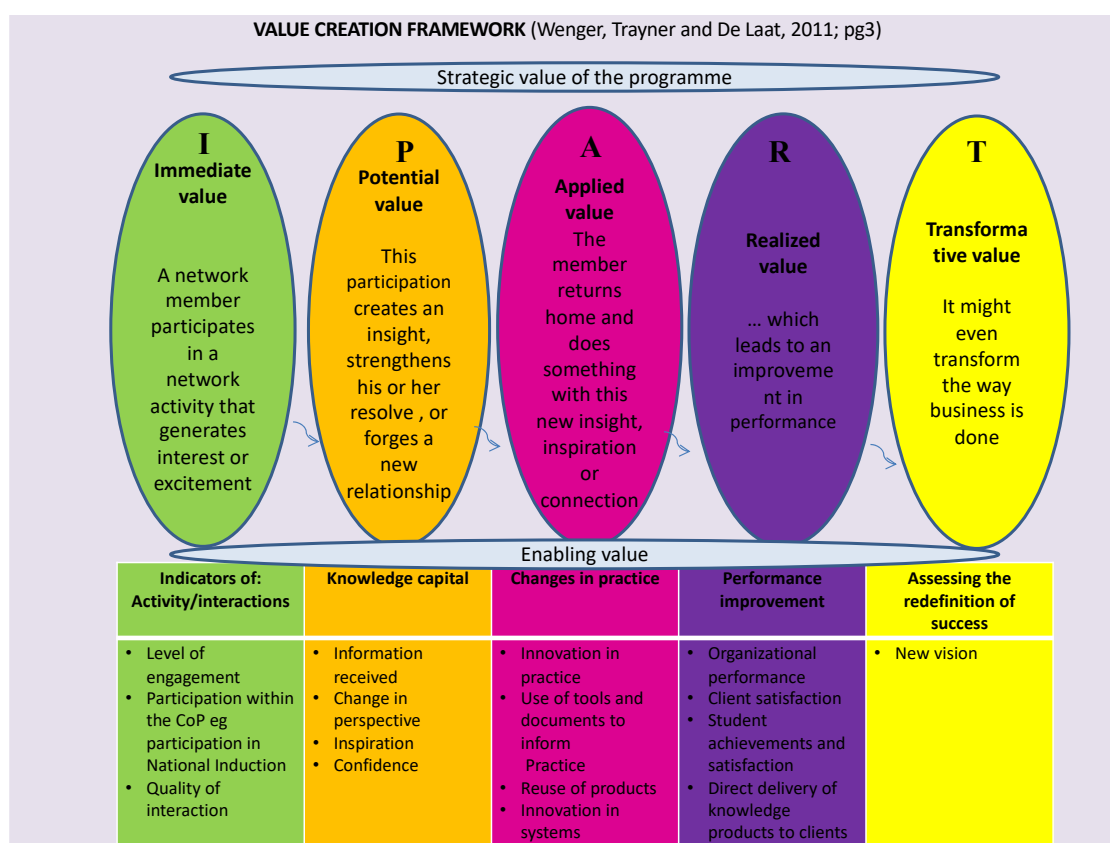 VALUE CREATION FRAMEWORK (Wenger, Trayner and De Laat, 2011; pg3)
Strategic value of the programme
I
Immediate
value
A network
member
participates
in a
network
activity that
generates
interest or
excitement
P
Potential
value
This
participation
creates an
insight,
strengthens
his or her
resolve , or
forges a
new
relationship
A
Applied
value
The
member
returns
home and
does
something
with this
new insight,
inspiration
or
connection
R
Realized
value
... which
leads to an
improveme
nt in
performance
T
Transforma
tive value
It might
even
transform
the way
business is
done
Enabling value
Indicators of:
Activity/interactions
Knowledge capital
Changes in practice
Performance
improvement
Assessing the
redefinition of
success
• Level of
engagement
• Participation within
the CoP eg
participation in
National Induction
• Quality of
interaction
• Information
received
• Change in
perspective
• Inspiration
• Confidence
• Innovation in
practice
• Use of tools and
documents to
inform
Practice
• Reuse of products
• Innovation in
systems
• Organizational
performance
• Client satisfaction
• Student
achievements and
satisfaction
• Direct delivery of
knowledge
products to clients
• New vision